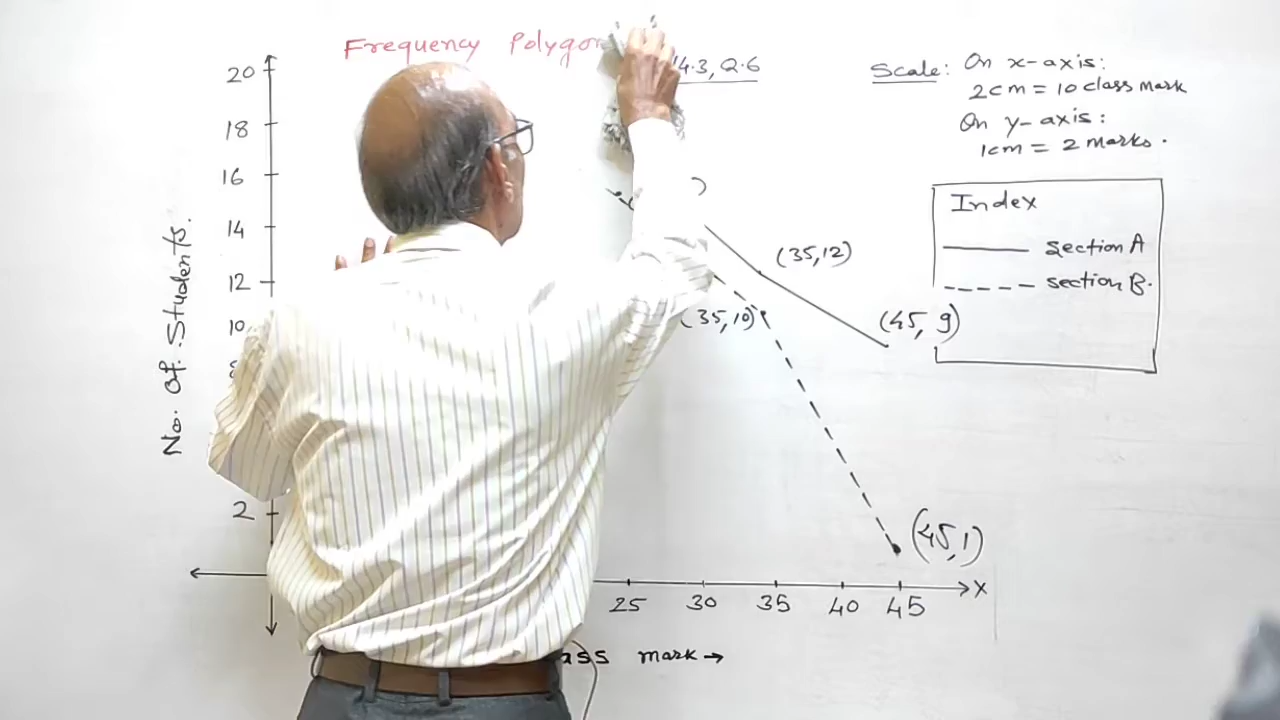 Frequency Polygon
14.3, Q.6
Scale: On x-axis:
2cm = 10 class mark
On y-axis:
1cm = 2 marks.
Index
section A
section B.
No. Of. Students.
20
18
16
14
12
10
2
(35,12)
(35,10)
(45, 9)
(45,1)
25 30 35 40 45 X
mark →